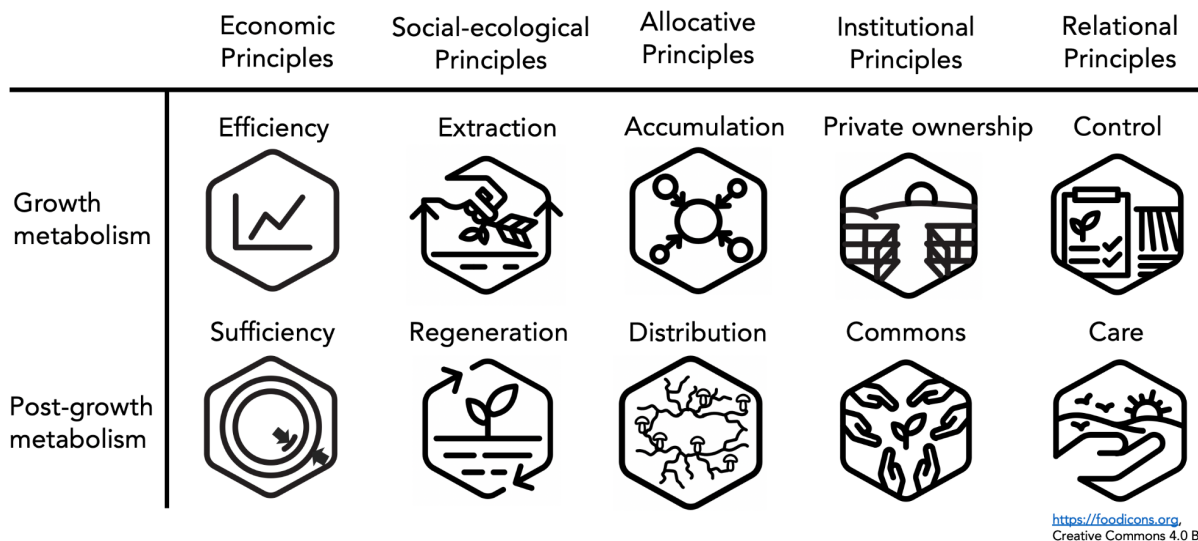 Economic
Principles
Social-ecological
Principles
Allocative
Principles
Institutional
Principles
Relational
Principles
Growth
metabolism
Efficiency
Extraction
Accumulation
Private ownership
Control
Post-growth
metabolism
Sufficiency
Regeneration
Distribution
Commons
Care
https://foodicons.org,
Creative Commons 4.0 B